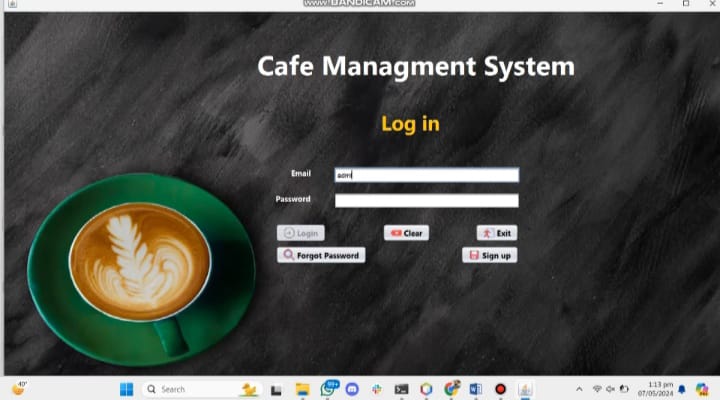 www.BANDICAM.com
Cafe Managment System
Log in
Email
adm
Password
Login
Clear
Exit
Forgot Password
Sign up
40°
Search
99+
1:13 pm
07/05/2024